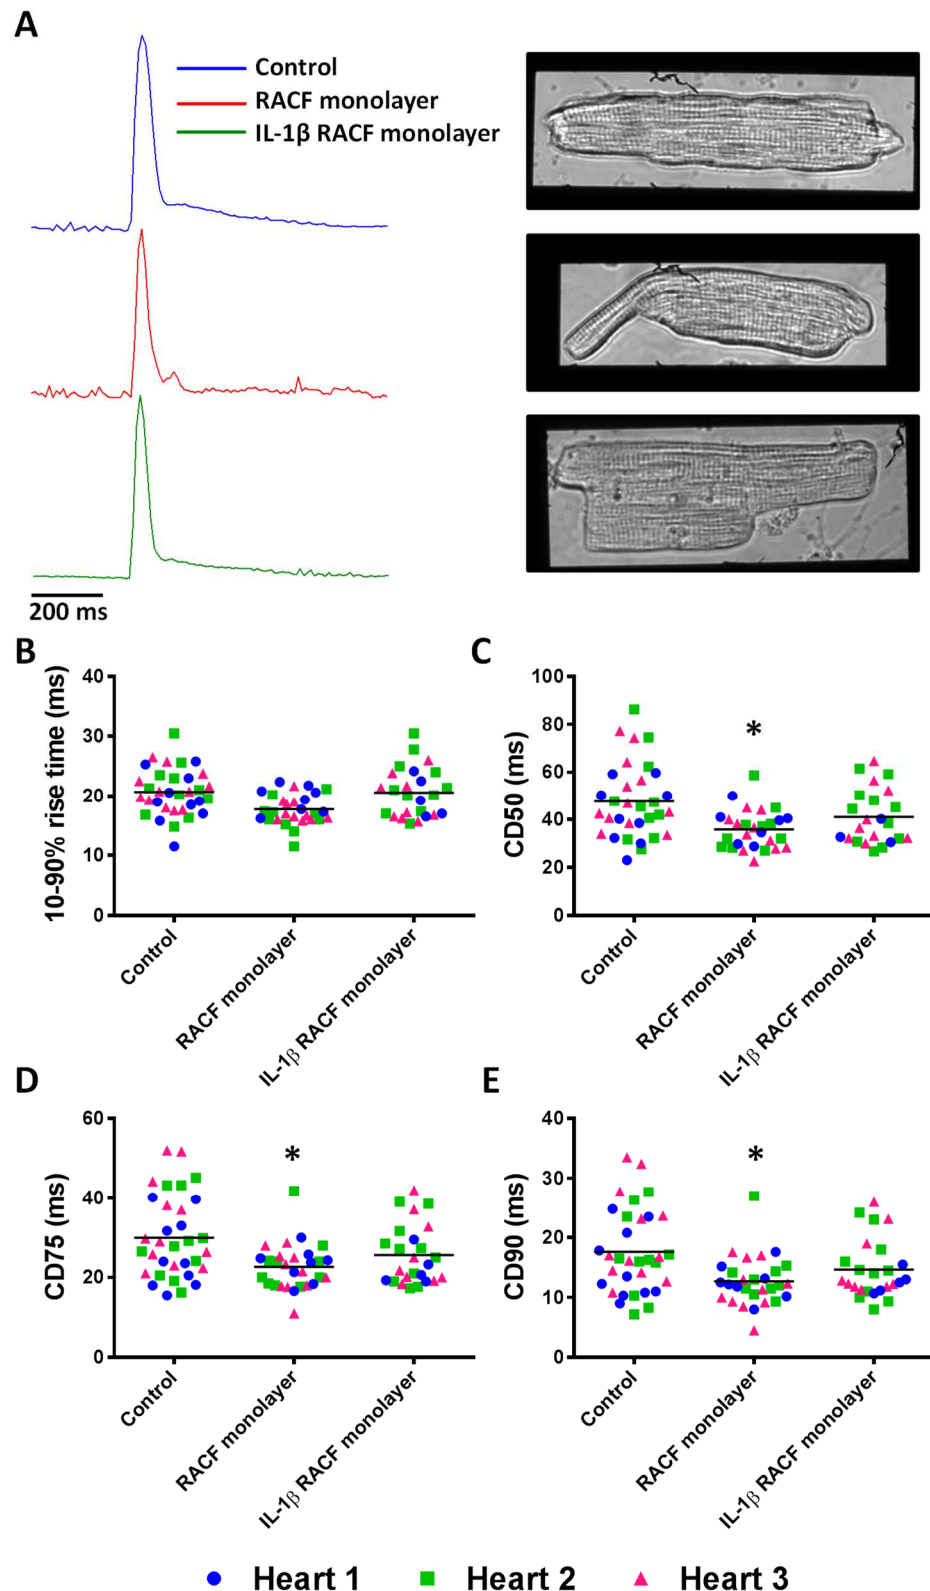 A
Control
RACF monolayer
IL-1β RACF monolayer
200 ms
B
10-90% rise time (ms)
40
30
20
10
0
Control
RACF monolayer
IL-1β RACF monolayer
C
CD50 (ms)
100
80
60
40
20
0
*
Control
RACF monolayer
IL-1β RACF monolayer
D
CD75 (ms)
60
40
20
0
*
Control
RACF monolayer
IL-1β RACF monolayer
E
CD90 (ms)
40
30
20
10
0
*
Control
RACF monolayer
IL-1β RACF monolayer
Heart 1 Heart 2 Heart 3